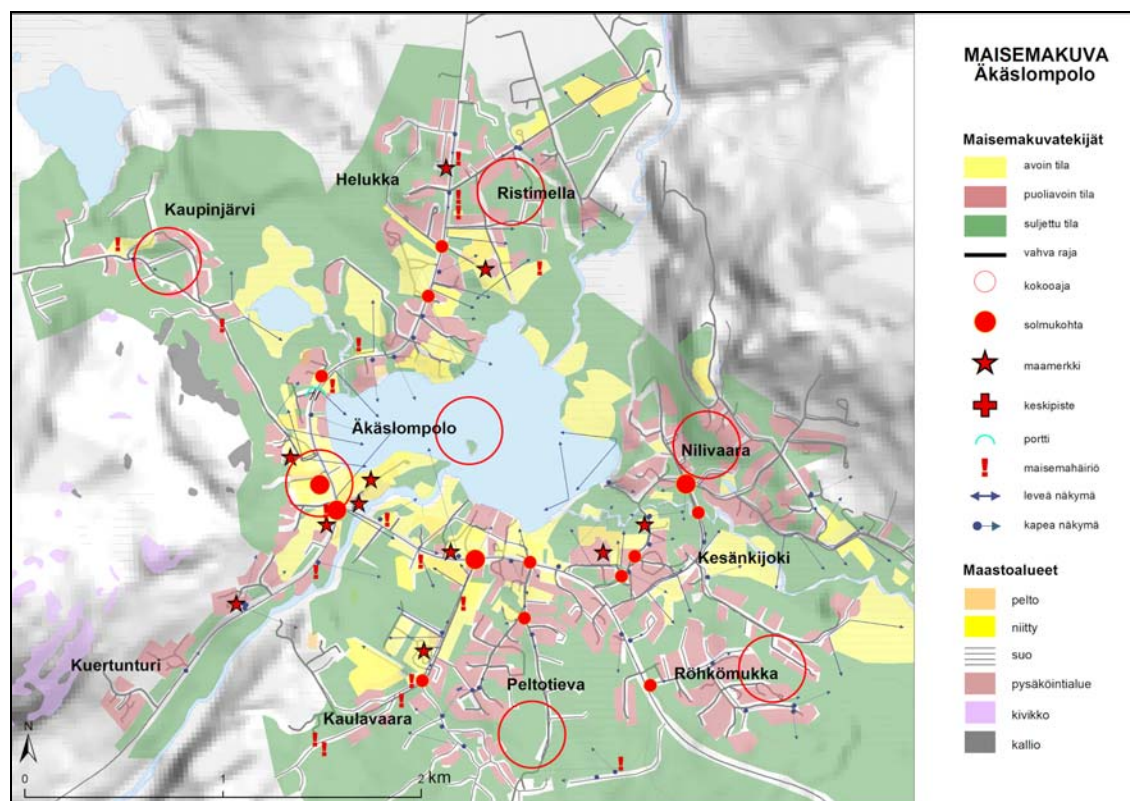 MAISEMAKUVA
Äkäslompolo
Maisemakuvatekijät
avoin tila
puoliavoin tila
suljettu tila
vahva raja
kokooaja
solmukohta
maamerkki
keskipiste
portti
maisemahäiriö
leveä näkymä
kapea näkymä
Maastoalueet
pelto
niitty
suo
pysäköintialue
kivikko
kallio
Helukka
Ristimella
Kaupinjärvi
Äkäslompolo
Nilivaara
Kesänkijoki
Kuertunturi
Peltotieva
Röhkömukka
Kaulavaara
N
0
1
2 km